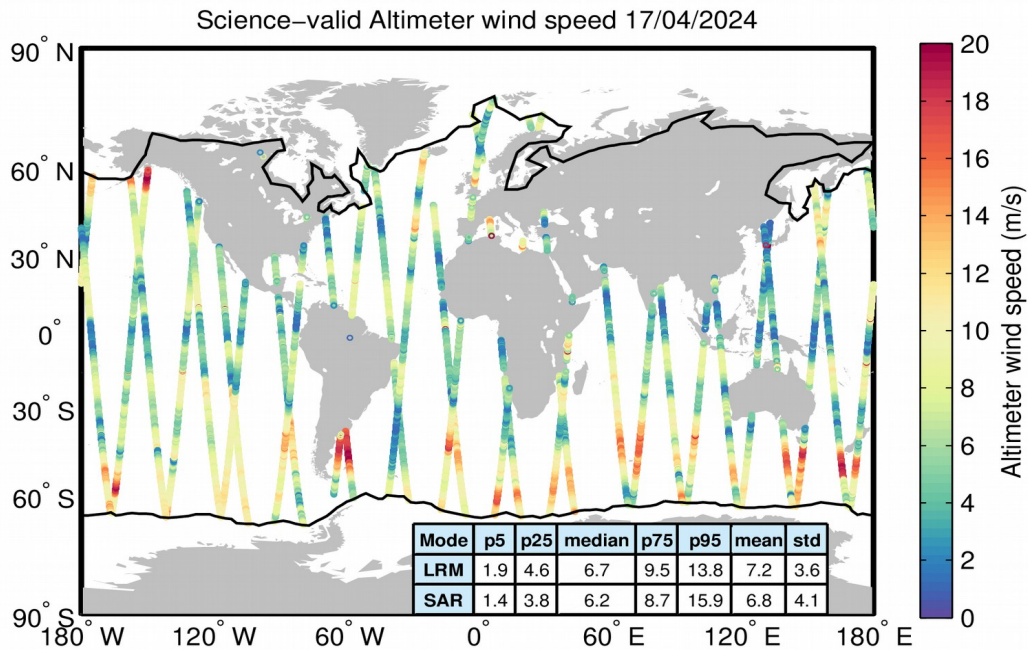 Science−valid Altimeter wind speed 17/04/2024
90° N
60° N
30° N
0°
30° S
60° S
90° S
180° W
120° W
60° W
0°
60° E
120° E
180° E
20
18
16
14
12
10
8
6
4
2
0
Altimeter wind speed (m/s)
Mode p5 p25 median p75 p95 mean std
LRM 1.9 4.6 6.7 9.5 13.8 7.2 3.6
SAR 1.4 3.8 6.2 8.7 15.9 6.8 4.1